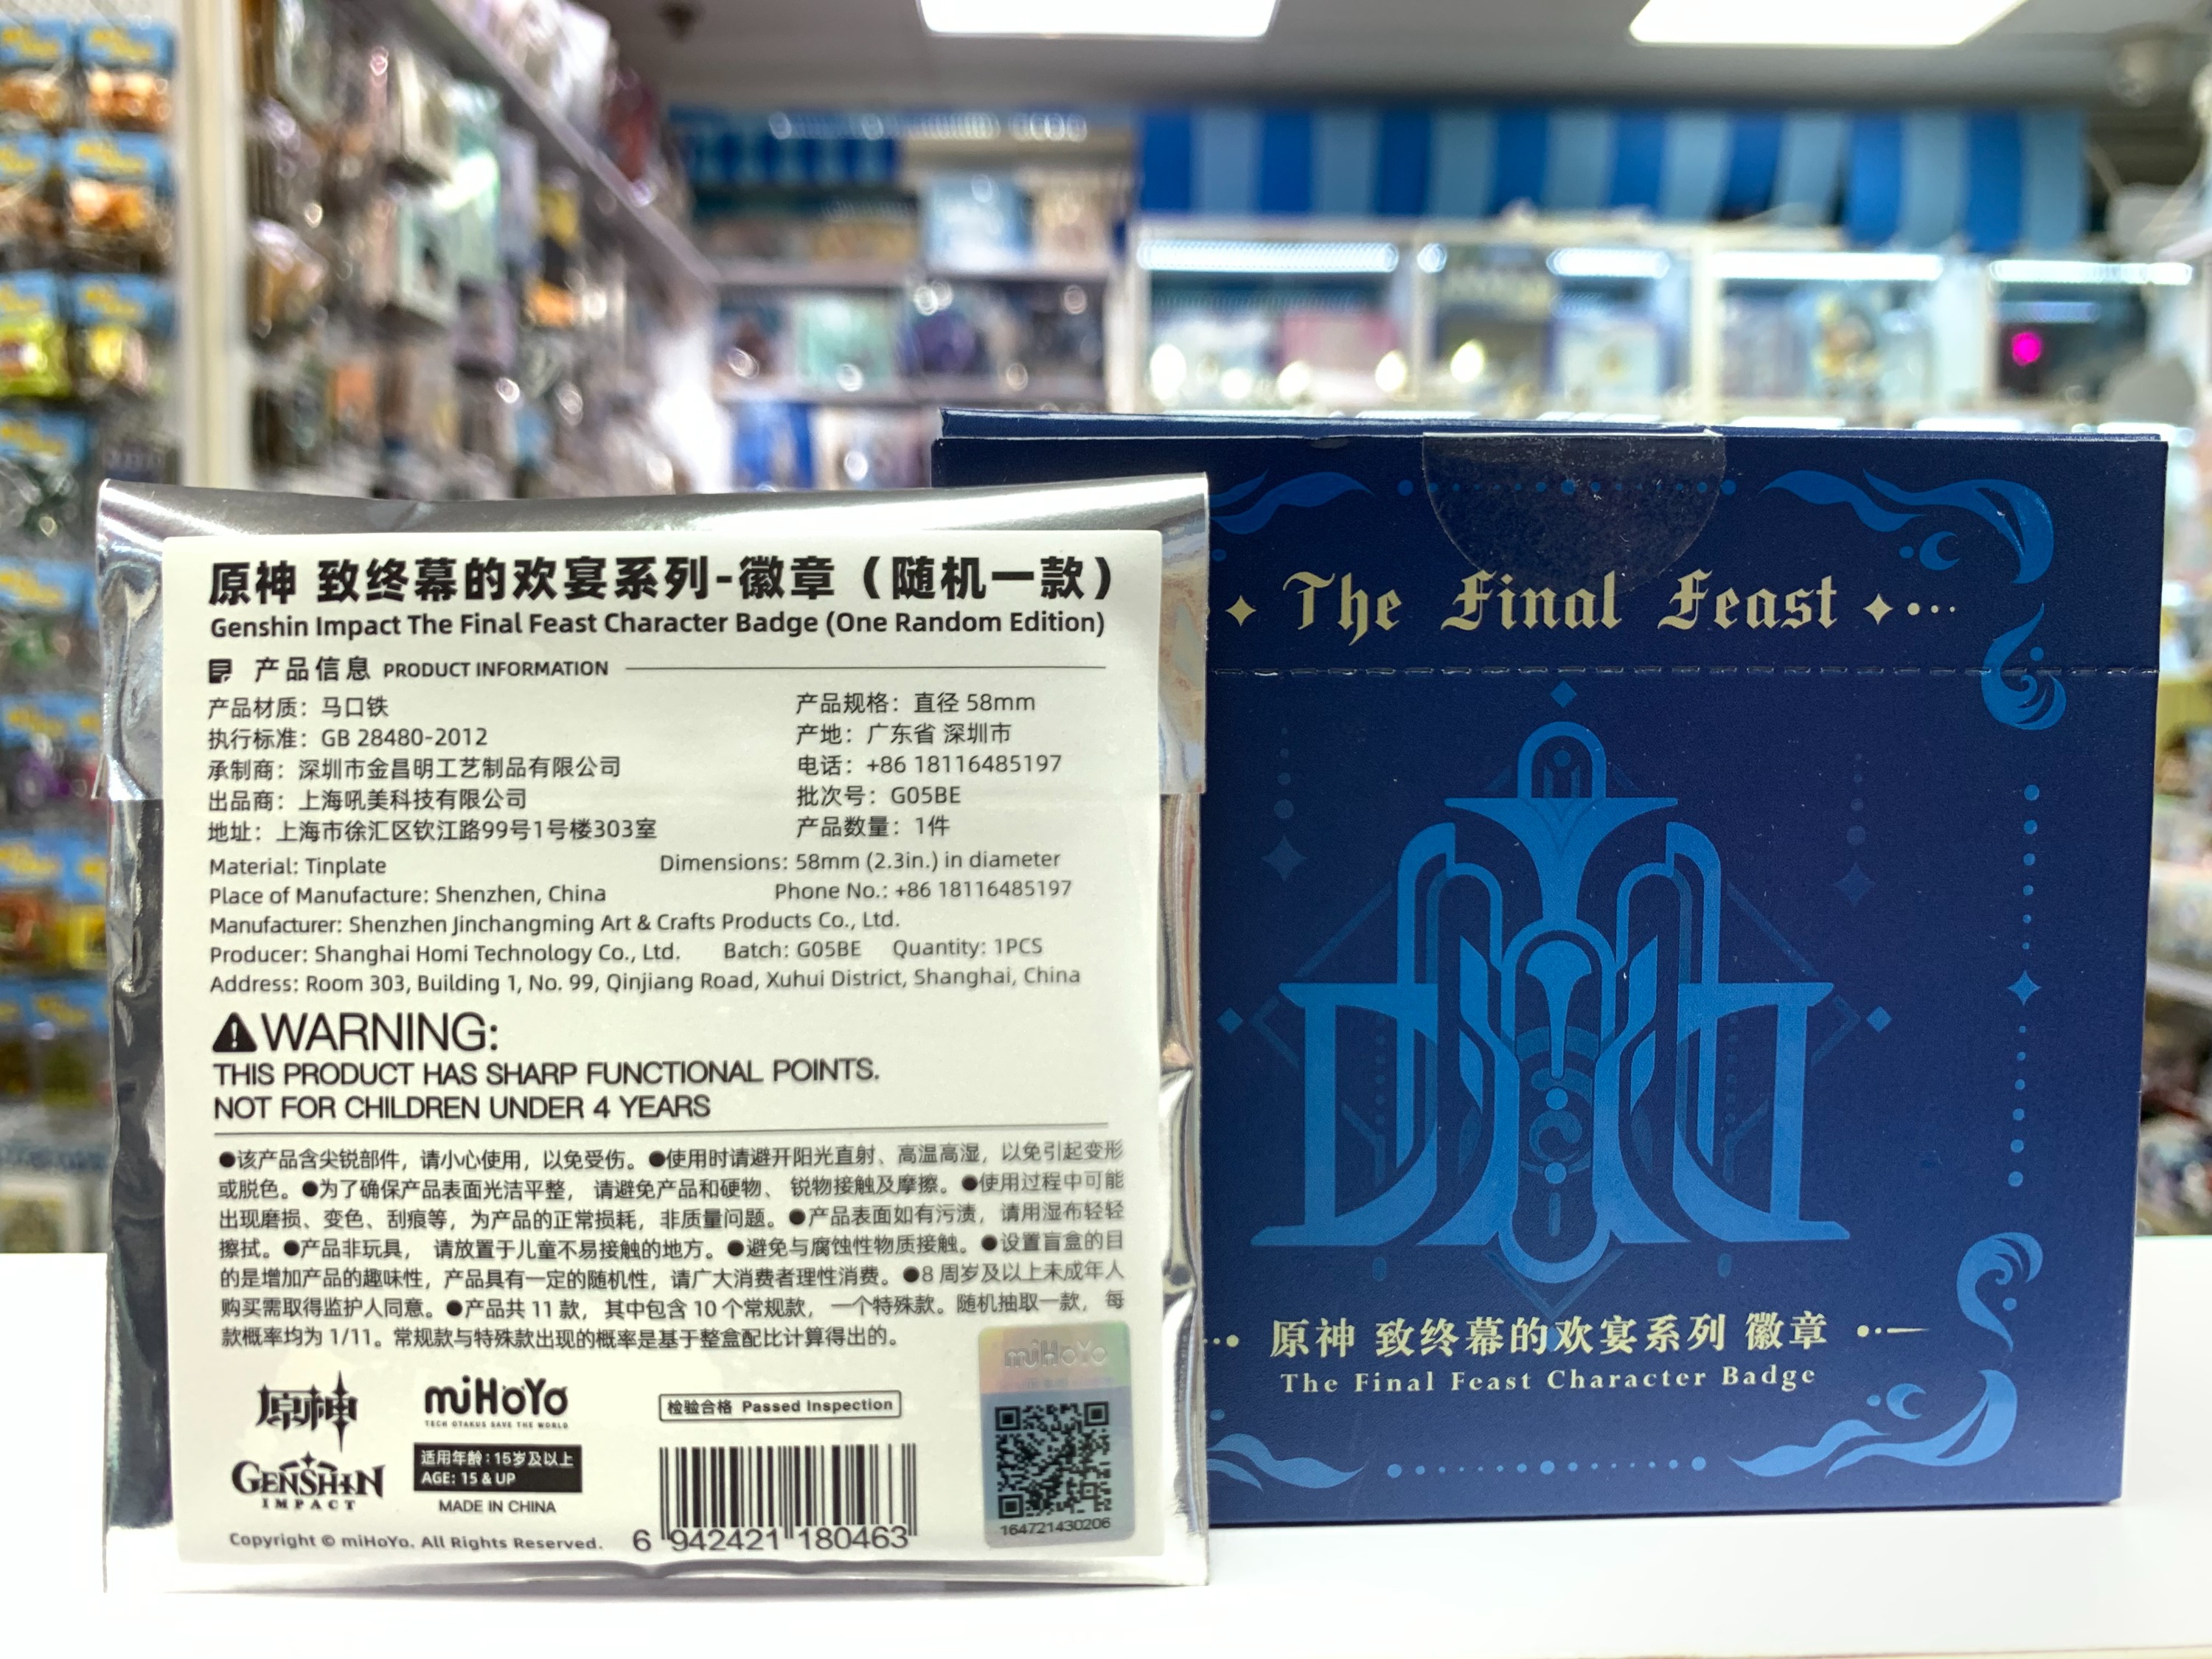 原神 致终幕的欢宴系列-徽章（随机一款）
Genshin Impact The Final Feast Character Badge (One Random Edition)
产品信息 PRODUCT INFORMATION
产品材质：马口铁 产品规格：直径 58mm
执行标准：GB 28480-2012 产地：广东省 深圳市
承制商：深圳市金昌明工艺制品有限公司 电话：+86 18116485197
出品商：上海吼美科技有限公司 批次号：G05BE
地址：上海市徐汇区钦江路99号1号楼303室 产品数量：1件
Material: Tinplate Dimensions: 58mm (2.3in.) in diameter
Place of Manufacture: Shenzhen, China Phone No.: +86 18116485197
Manufacturer: Shenzhen Jinchangming Art & Crafts Products Co., Ltd.
Producer: Shanghai Homi Technology Co., Ltd. Batch: G05BE Quantity: 1PCS
Address: Room 303, Building 1, No. 99, Qinjiang Road, Xuhui District, Shanghai, China
WARNING:
THIS PRODUCT HAS SHARP FUNCTIONAL POINTS.
NOT FOR CHILDREN UNDER 4 YEARS
●该产品含尖锐部件，请小心使用，以免受伤。●使用时请避开阳光直射、高温高湿，以免引起变形
或脱色。●为了确保产品表面光洁平整，请避免产品和硬物、锐物接触及摩擦。●使用过程中可能
出现磨损、变色、刮痕等，为产品的正常损耗，非质量问题。●产品表面如有污渍，请用湿布轻轻
擦拭。●产品非玩具，请放置于儿童不易接触的地方。●避免与腐蚀性物质接触。●设置盲盒的目
的是增加产品的趣味性，产品具有一定的随机性，请广大消费者理性消费。●8 周岁及以上未成年人
购买需取得监护人同意。●产品共 11 款，其中包含 10 个常规款，一个特殊款。随机抽取一款，每
款概率均为 1/11。常规款与特殊款出现的概率是基于整盒配比计算得出的。
原神
GENSHIN
IMPACT
miHoYo
TECH OTAKUS SAVE THE WORLD
适用年龄：15岁及以上
AGE: 15 & UP
MADE IN CHINA
检验合格 Passed Inspection
miHoYo
164721430206
Copyright © miHoYo. All Rights Reserved.
6 942421 180463
The Final Feast
原神 致终幕的欢宴系列 徽章
The Final Feast Character Badge